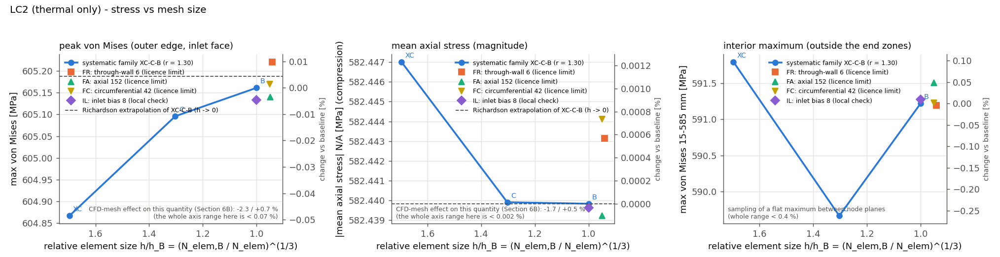 LC2 (thermal only) - stress vs mesh size
peak von Mises (outer edge, inlet face)
max von Mises [MPa]
605.20
605.15
605.10
605.05
605.00
604.95
604.90
604.85
systematic family XC-C-B (r = 1.30)
FR: through-wall 6 (licence limit)
FA: axial 152 (licence limit)
FC: circumferential 42 (licence limit)
IL: inlet bias 8 (local check)
Richardson extrapolation of XC-C-B (h -> 0)
XC
C
B
CFD-mesh effect on this quantity (Section 6B): -2.3 / +0.7 %
(the whole axis range here is < 0.07 %)
0.01
0.00
−0.01
−0.02
−0.03
−0.04
−0.05
change vs baseline [%]
1.6
1.4
1.2
1.0
relative element size h/h_B = (N_elem,B / N_elem)^(1/3)
mean axial stress (magnitude)
|mean axial stress| N/A [MPa] (compression)
582.447
582.446
582.445
582.444
582.443
582.442
582.441
582.440
582.439
XC
systematic family XC-C-B (r = 1.30)
FR: through-wall 6 (licence limit)
FA: axial 152 (licence limit)
FC: circumferential 42 (licence limit)
IL: inlet bias 8 (local check)
Richardson extrapolation of XC-C-B (h -> 0)
C
B
CFD-mesh effect on this quantity (Section 6B): -1.7 / +0.5 %
(the whole axis range here is < 0.002 %)
0.0012
0.0010
0.0008
0.0006
0.0004
0.0002
0.0000
change vs baseline [%]
1.6
1.4
1.2
1.0
relative element size h/h_B = (N_elem,B / N_elem)^(1/3)
interior maximum (outside the end zones)
max von Mises 15-585 mm [MPa]
591.5
591.0
590.5
590.0
XC
systematic family XC-C-B (r = 1.30)
FR: through-wall 6 (licence limit)
FA: axial 152 (licence limit)
FC: circumferential 42 (licence limit)
IL: inlet bias 8 (local check)
B
C
sampling of a flat maximum between node planes
(whole range < 0.4 %)
0.10
0.05
0.00
−0.05
−0.10
−0.15
−0.20
−0.25
change vs baseline [%]
1.6
1.4
1.2
1.0
relative element size h/h_B = (N_elem,B / N_elem)^(1/3)